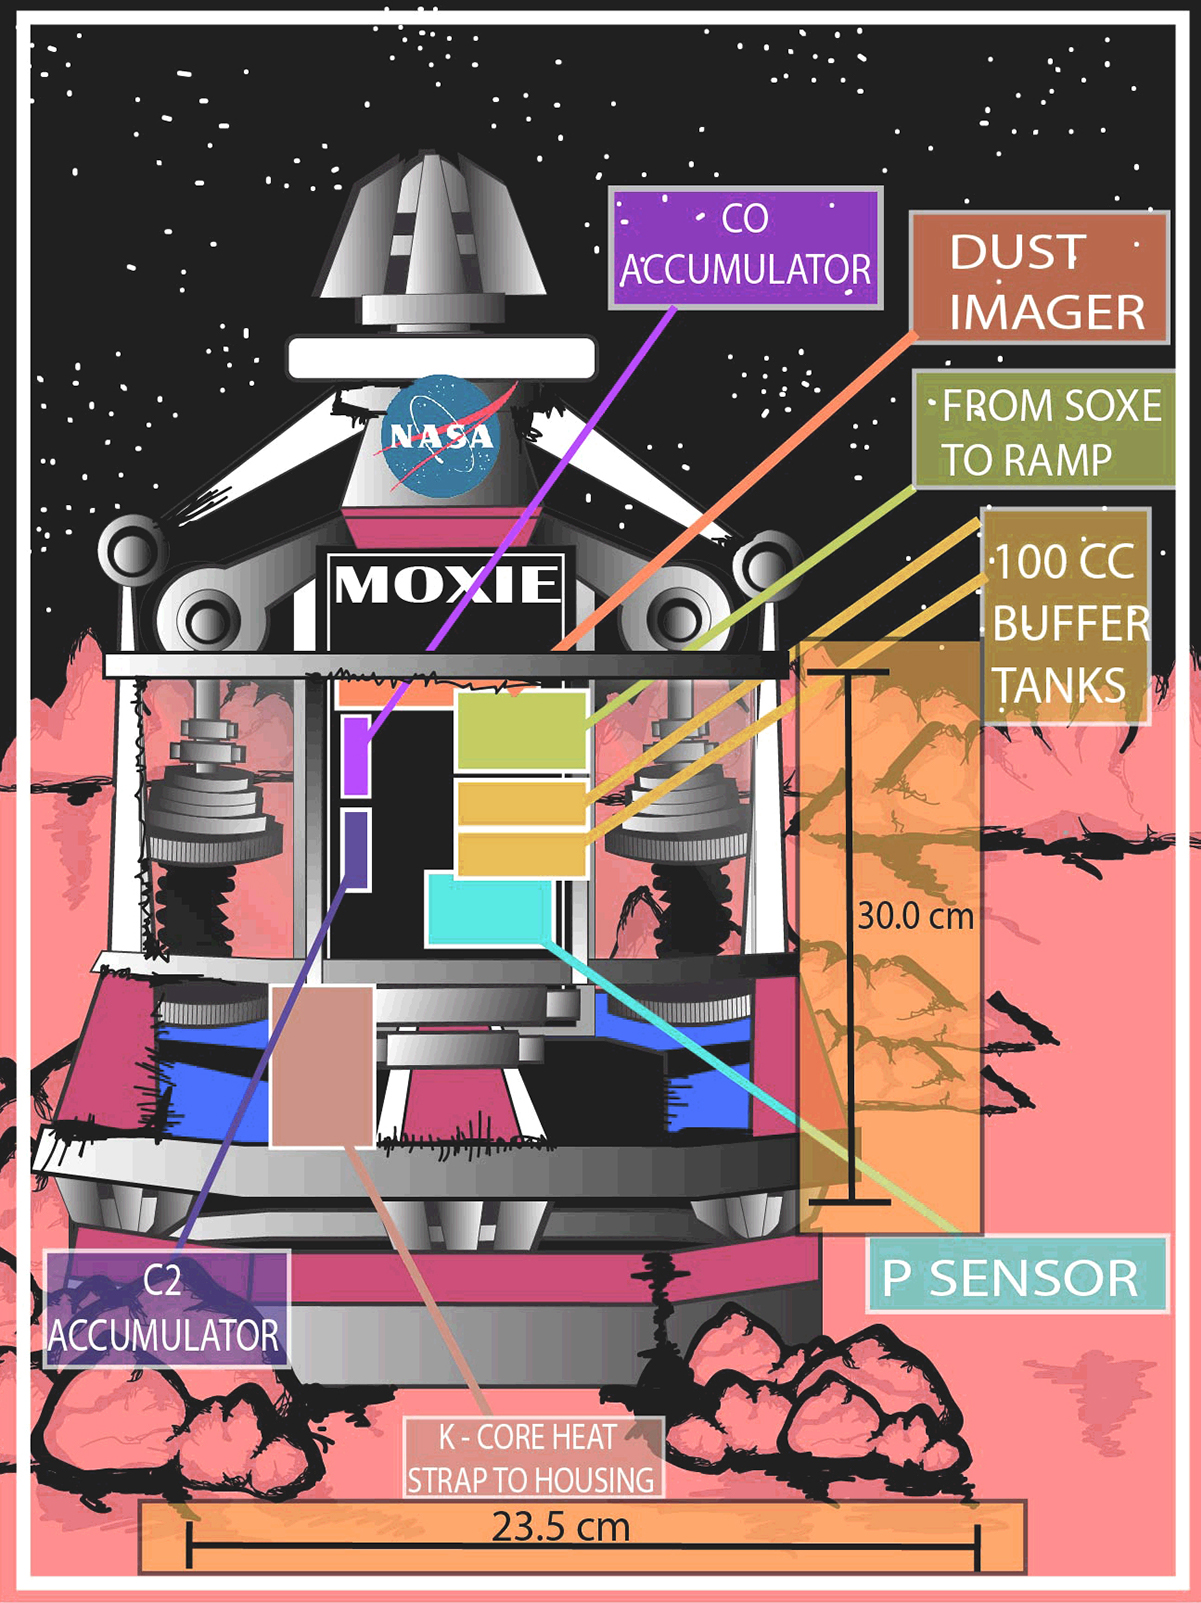 CO
ACCUMULATOR
DUST
IMAGER
FROM SOXE
TO RAMP
NASA
100 CC
BUFFER
TANKS
MOXIE
30.0 cm
P SENSOR
C2
ACCUMULATOR
K - CORE HEAT
STRAP TO HOUSING
23.5 cm